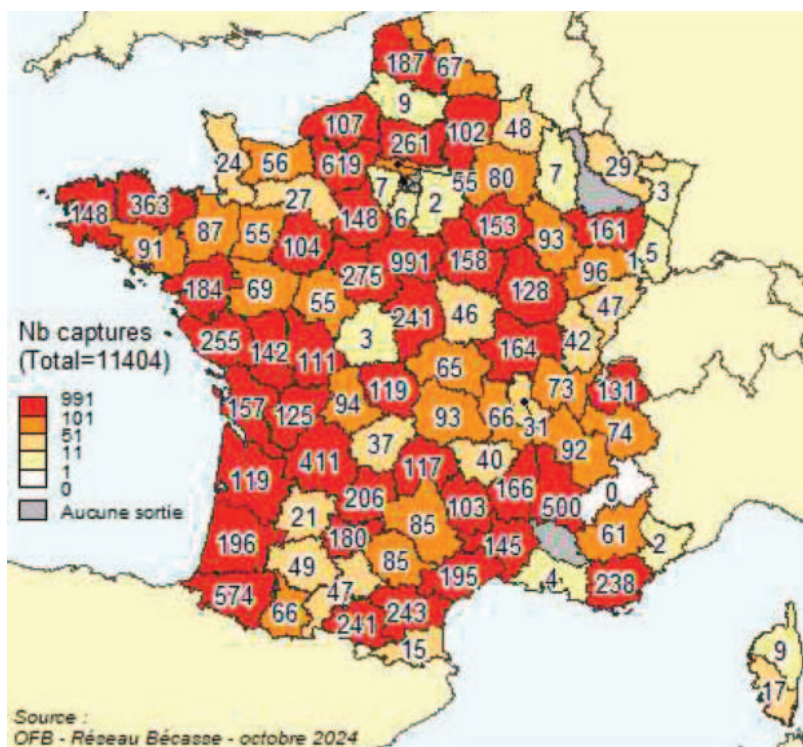 187 67
9
107 261 102 48
24 56 619 7 29
27 7 55 80 3
148 363 6 2
148 153 161
91 87 55 104 93 5
275 991 158 96
184 69 55 128 47
46
3 241 42
255 142 111 164
65
119 73 131
157 125 94 93 66 31
74
37 92
119 411 117 40
166 0
206 103 500
21 85 61
196 180 145 2
49 85
574 47 195 4 238
66 241 243
15
9
17
Nb captures
(Total=11404)
991
101
51
11
1
0
Aucune sortie
Source :
OFB - Réseau Bécasse - octobre 2024